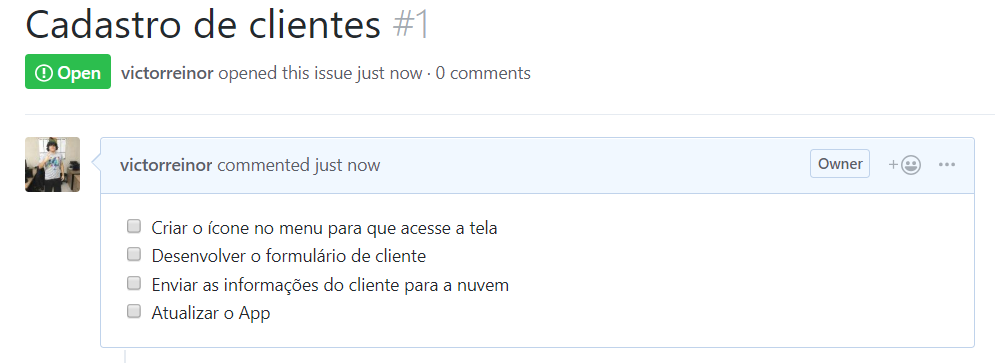 Cadastro de clientes #1
Open victorreinor opened this issue just now · 0 comments
victorreinor commented just now Owner
Criar o ícone no menu para que acesse a tela
Desenvolver o formulário de cliente
Enviar as informações do cliente para a nuvem
Atualizar o App